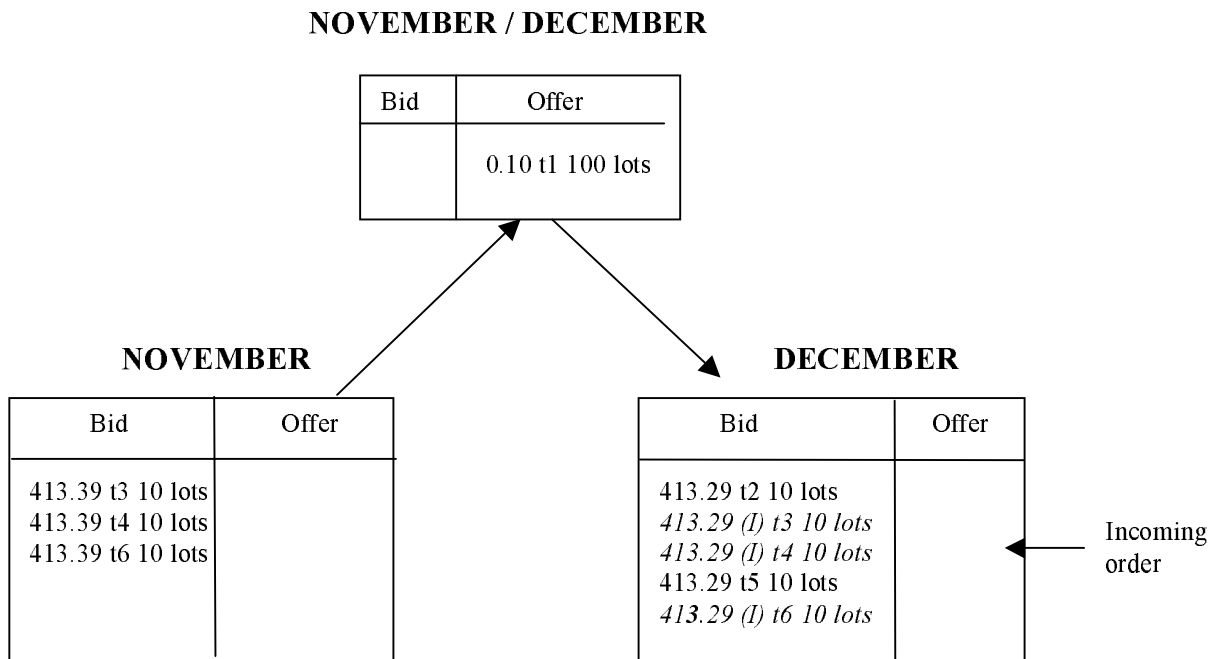 NOVEMBER / DECEMBER
Bid Offer
0.10 t1 100 lots
NOVEMBER
Bid Offer
413.39 t3 10 lots
413.39 t4 10 lots
413.39 t6 10 lots
DECEMBER
Bid Offer
413.29 t2 10 lots
413.29 (I) t3 10 lots
413.29 (I) t4 10 lots
413.29 t5 10 lots
413.29 (I) t6 10 lots
Incoming
order